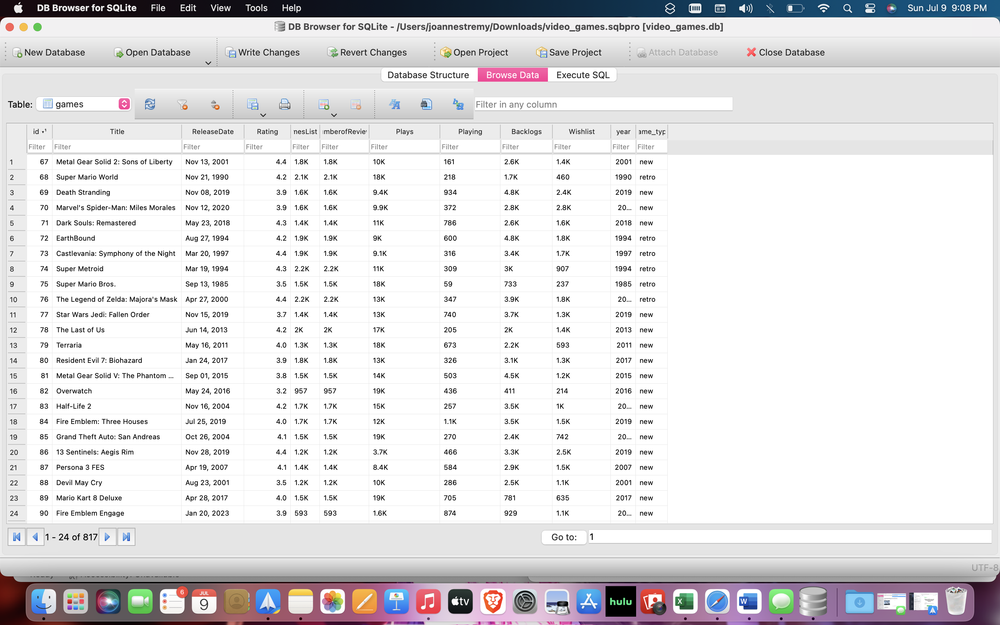 DB Browser for SQLite File Edit View Tools Help Sun Jul 9 9:08 PM
DB Browser for SQLite - /Users/joannestremy/Downloads/video_games.sqbpro [video_games.db]
New Database Open Database Write Changes Revert Changes Open Project Save Project Attach Database Close Database
Database Structure Browse Data Execute SQL
Table: games Filter in any column
id 1 Title ReleaseDate Rating nesList mberofRevie Plays Playing Backlogs Wishlist year ame_typ
Filter Filter Filter Filter Filter Filter Filter Filter Filter Filter Filter Filter
1 67 Metal Gear Solid 2: Sons of Liberty Nov 13, 2001 4.4 1.8K 1.8K 10K 161 2.6K 1.4K 2001 new
2 68 Super Mario World Nov 21, 1990 4.2 2.1K 2.1K 18K 218 1.7K 460 1990 retro
3 69 Death Stranding Nov 08, 2019 3.9 1.6K 1.6K 9.4K 934 4.8K 2.4K 2019 new
4 70 Marvel's Spider-Man: Miles Morales Nov 12, 2020 3.9 1.6K 1.6K 9.9K 372 2.8K 2.8K 20... new
5 71 Dark Souls: Remastered May 23, 2018 4.3 1.4K 1.4K 11K 786 2.6K 1.6K 2018 new
6 72 EarthBound Aug 27, 1994 4.2 1.9K 1.9K 9K 600 4.8K 1.8K 1994 retro
7 73 Castlevania: Symphony of the Night Mar 20, 1997 4.4 1.9K 1.9K 9.1K 316 3.4K 1.7K 1997 retro
8 74 Super Metroid Mar 19, 1994 4.3 2.2K 2.2K 11K 309 3K 907 1994 retro
9 75 Super Mario Bros. Sep 13, 1985 3.5 1.5K 1.5K 18K 59 733 237 1985 retro
10 76 The Legend of Zelda: Majora's Mask Apr 27, 2000 4.4 2.2K 2.2K 13K 347 3.9K 1.8K 20... retro
11 77 Star Wars Jedi: Fallen Order Nov 15, 2019 3.7 1.4K 1.4K 13K 740 3.7K 1.3K 2019 new
12 78 The Last of Us Jun 14, 2013 4.2 2K 2K 17K 205 2K 1.4K 2013 new
13 79 Terraria May 16, 2011 4.0 1.3K 1.3K 18K 673 2.2K 593 2011 new
14 80 Resident Evil 7: Biohazard Jan 24, 2017 3.9 1.8K 1.8K 13K 326 3.1K 1.3K 2017 new
15 81 Metal Gear Solid V: The Phantom ... Sep 01, 2015 3.8 1.5K 1.5K 14K 503 4.5K 1.2K 2015 new
16 82 Overwatch May 24, 2016 3.2 957 957 19K 436 411 214 2016 new
17 83 Half-Life 2 Nov 16, 2004 4.2 1.7K 1.7K 15K 257 3.5K 1K 20... new
18 84 Fire Emblem: Three Houses Jul 25, 2019 4.0 1.7K 1.7K 12K 1.1K 3.5K 1.5K 2019 new
19 85 Grand Theft Auto: San Andreas Oct 26, 2004 4.1 1.5K 1.5K 19K 270 2.4K 742 20... new
20 86 13 Sentinels: Aegis Rim Nov 28, 2019 4.4 1.2K 1.2K 3.7K 466 3.3K 2.5K 2019 new
21 87 Persona 3 FES Apr 19, 2007 4.1 1.4K 1.4K 8.4K 584 2.9K 1.5K 2007 new
22 88 Devil May Cry Aug 23, 2001 3.5 1.2K 1.2K 10K 286 2.5K 1.1K 2001 new
23 89 Mario Kart 8 Deluxe Apr 28, 2017 4.0 1.5K 1.5K 19K 705 781 635 2017 new
24 90 Fire Emblem Engage Jan 20, 2023 3.9 593 593 1.6K 874 929 1.1K 20... new
1 - 24 of 817 Go to: 1
UTF-8
6 JUL 9 tv hulu X W